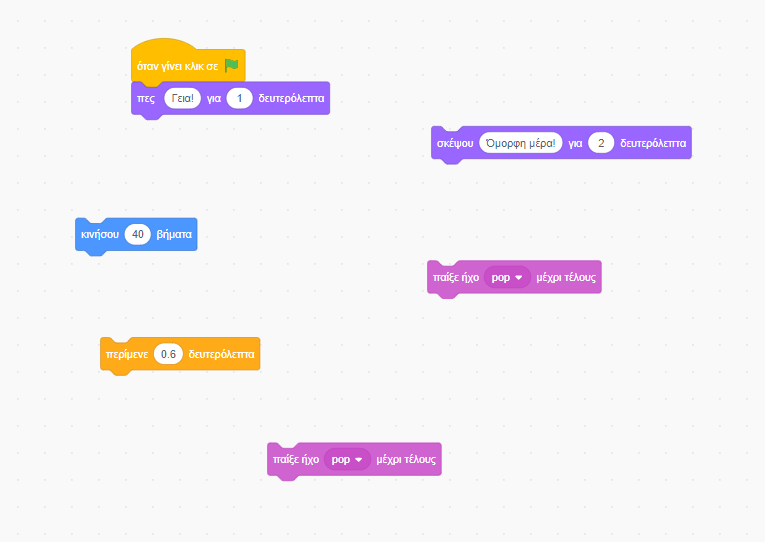 όταν γίνει κλικ σε
πες Γεια! για 1 δευτερόλεπτα
σκέψου Όμορφη μέρα! για 2 δευτερόλεπτα
κινήσου 40 βήματα
παίξε ήχο pop μέχρι τέλους
περίμενε 0.6 δευτερόλεπτα
παίξε ήχο pop μέχρι τέλους